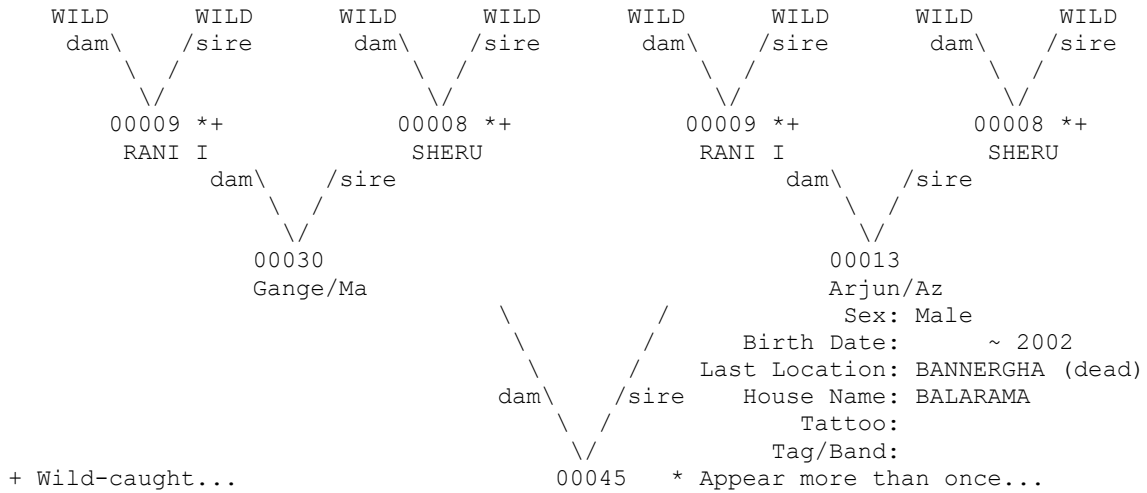 WILD WILD WILD WILD WILD WILD WILD WILD
dam\ /sire dam\ /sire dam\ /sire dam\ /sire
\ / \ / \ / \ /
\/ \/ \/ \/
00009 *+ 00008 *+ 00009 *+ 00008 *+
RANI I SHERU RANI I SHERU
dam\ /sire dam\ /sire
\ / \ /
\/ \/
00030 00013
Gange/Ma Arjun/Az
\ / Sex: Male
\ / Birth Date: ~ 2002
\ / Last Location: BANNERGHA (dead)
dam\ /sire House Name: BALARAMA
\ / Tattoo:
\/ Tag/Band:
+ Wild-caught... 00045 * Appear more than once...